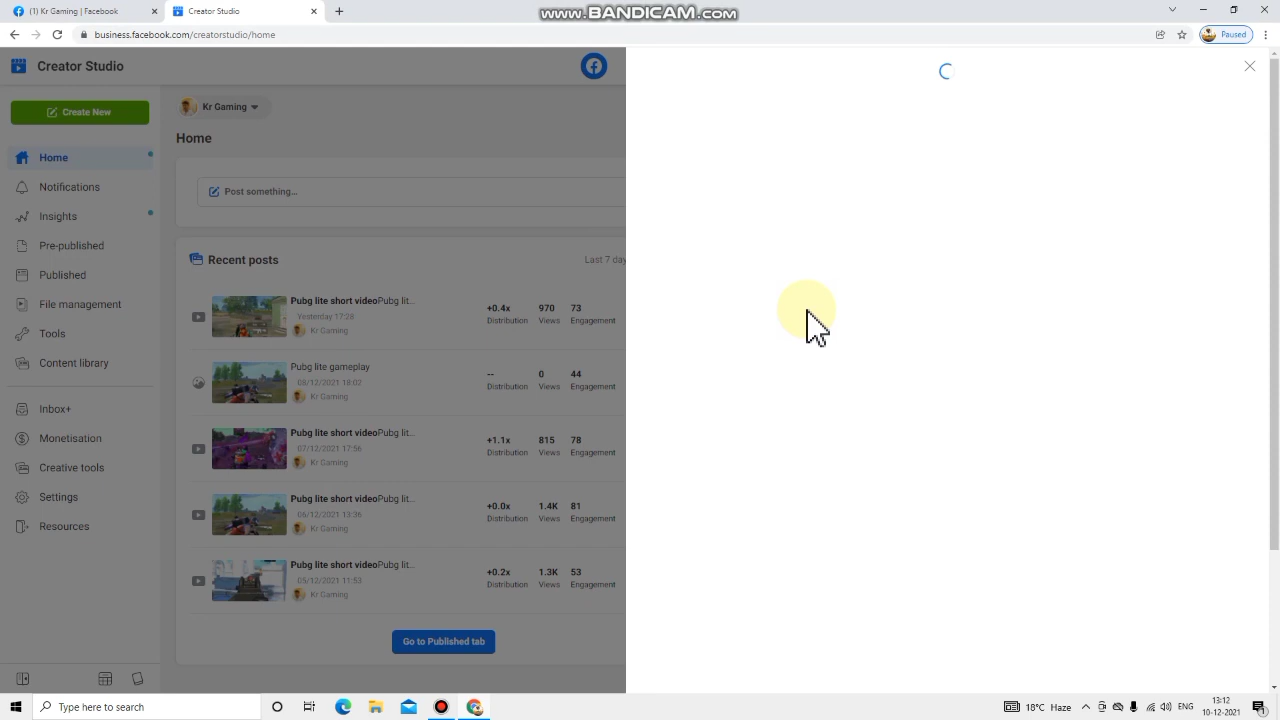 www.BANDICAM.com
(1) Kr Gaming | Facebook
Creator Studio
business.facebook.com/creatorstudio/home
Paused
Creator Studio
Create New
Home
Notifications
Insights
Pre-published
Published
File management
Tools
Content library
Inbox+
Monetisation
Creative tools
Settings
Resources
Kr Gaming
Home
Post something...
Recent posts
Last 7 day
Pubg lite short videoPubg lit...
Yesterday 17:28
Kr Gaming
+0.4x 970 73
Distribution Views Engagement
Pubg lite gameplay
08/12/2021 18:02
Kr Gaming
-- 0 44
Distribution Views Engagement
Pubg lite short videoPubg lit...
07/12/2021 17:56
Kr Gaming
+1.1x 815 78
Distribution Views Engagement
Pubg lite short videoPubg lit...
06/12/2021 13:36
Kr Gaming
+0.0x 1.4K 81
Distribution Views Engagement
Pubg lite short videoPubg lit...
05/12/2021 11:53
Kr Gaming
+0.2x 1.3K 53
Distribution Views Engagement
Go to Published tab
Type here to search
18°C Haze
ENG
13:12
10-12-2021